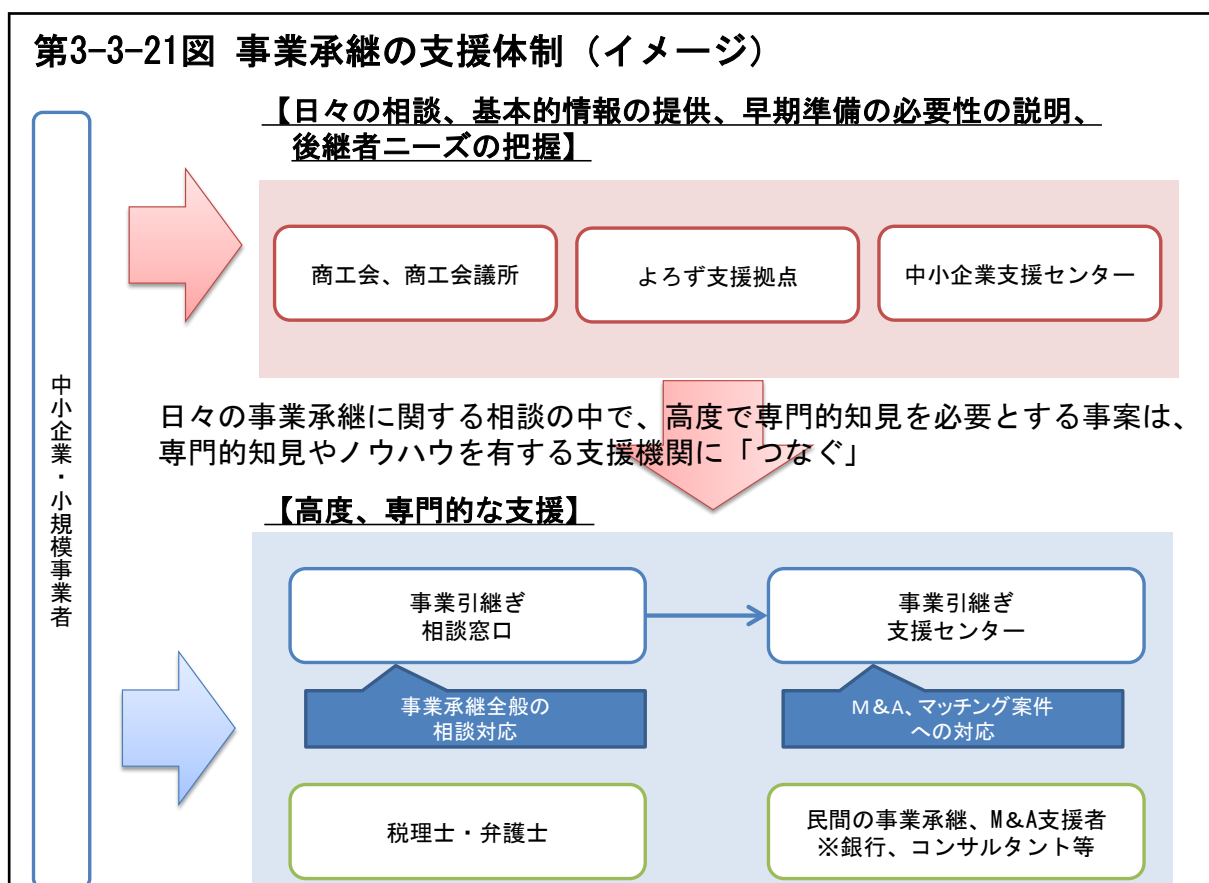 第3-3-21図 事業承継の支援体制（イメージ）
【日々の相談、基本的情報の提供、早期準備の必要性の説明、
後継者ニーズの把握】
商工会、商工会議所
よろず支援拠点
中小企業支援センター
中小企業・小規模事業者
日々の事業承継に関する相談の中で、高度で専門的知見を必要とする事案は、
専門的知見やノウハウを有する支援機関に「つなぐ」
【高度、専門的な支援】
事業引継ぎ
相談窓口
事業引継ぎ
支援センター
事業承継全般の
相談対応
M&A、マッチング案件
への対応
税理士・弁護士
民間の事業承継、M&A支援者
※銀行、コンサルタント等